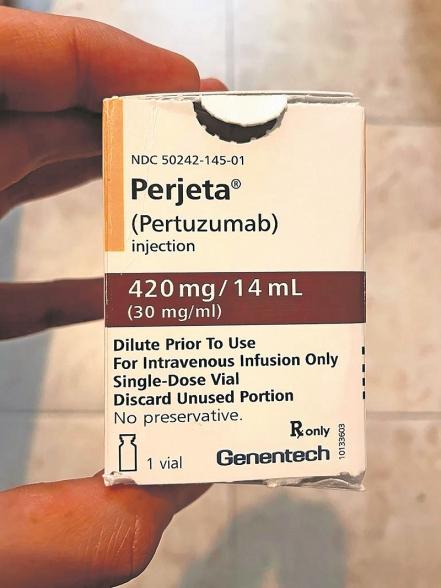 NDC 50242-145-01
Perjeta®
(Pertuzumab)
injection
420 mg/14 mL
(30 mg/ml)
Dilute Prior To Use
For Intravenous Infusion Only
Single-Dose Vial
Discard Unused Portion
No preservative.
Rx only
1 vial
Genentech
10133603